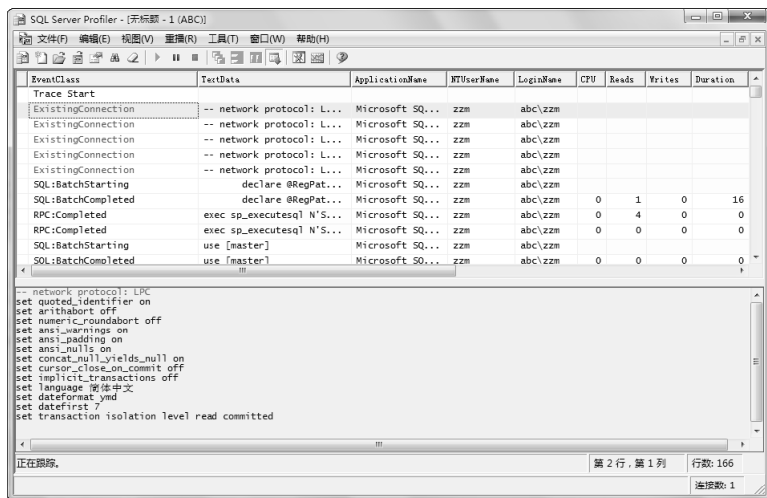 SQL Server Profiler - [无标题 - 1 (ABC)]
文件(F) 编辑(E) 视图(V) 重播(R) 工具(T) 窗口(W) 帮助(H)
EventClass TextData ApplicationName NTUserName LoginName CPU Reads Writes Duration
Trace Start
ExistingConnection -- network protocol: L... Microsoft SQ... zzm abc\zzm
ExistingConnection -- network protocol: L... Microsoft SQ... zzm abc\zzm
ExistingConnection -- network protocol: L... Microsoft SQ... zzm abc\zzm
ExistingConnection -- network protocol: L... Microsoft SQ... zzm abc\zzm
ExistingConnection -- network protocol: L... Microsoft SQ... zzm abc\zzm
SQL:BatchStarting declare @RegPat... Microsoft SQ... zzm abc\zzm
SQL:BatchCompleted declare @RegPat... Microsoft SQ... zzm abc\zzm 0 1 0 16
RPC:Completed exec sp_executesql N'S... Microsoft SQ... zzm abc\zzm 0 4 0 0
RPC:Completed exec sp_executesql N'S... Microsoft SQ... zzm abc\zzm 0 0 0 0
SQL:BatchStarting use [master] Microsoft SQ... zzm abc\zzm
SQL:BatchCompleted use [master] Microsoft SQ... zzm abc\zzm 0 0 0 0
-- network protocol: LPC
set quoted_identifier on
set arithabort off
set numeric_roundabort off
set ansi_warnings on
set ansi_padding on
set ansi_nulls on
set concat_null_yields_null on
set cursor_close_on_commit off
set implicit_transactions off
set language 简体中文
set dateformat ymd
set datefirst 7
set transaction isolation level read committed
正在跟踪。 第 2 行，第 1 列 行数: 166
连接数: 1